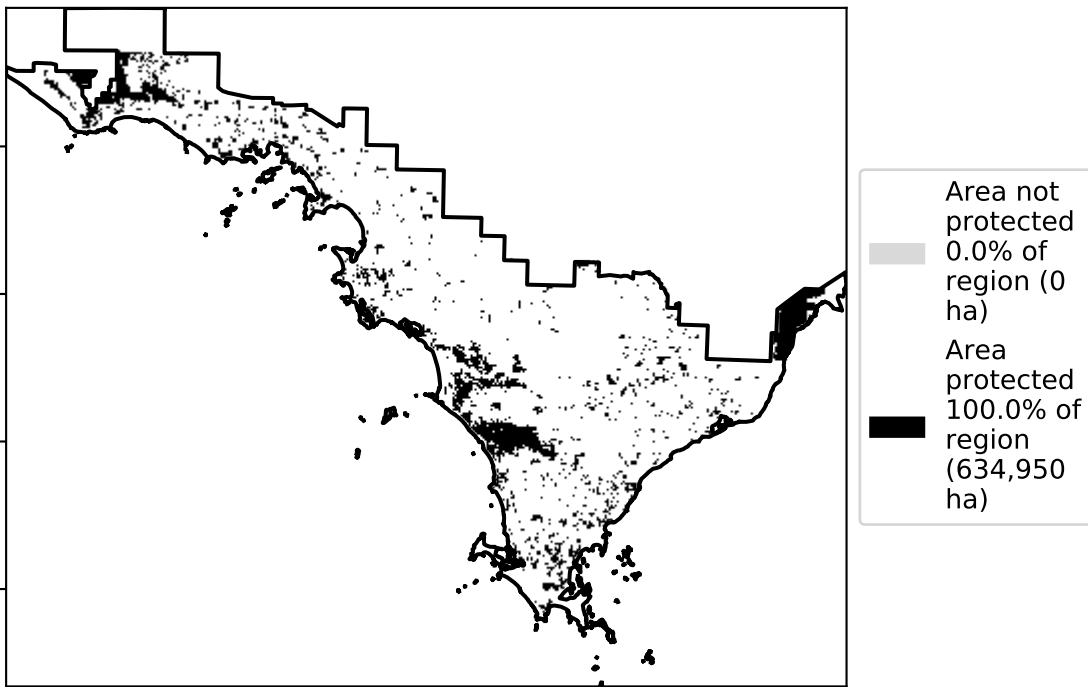 Area not
protected
0.0% of
region (0
ha)
Area
protected
100.0% of
region
(634,950
ha)